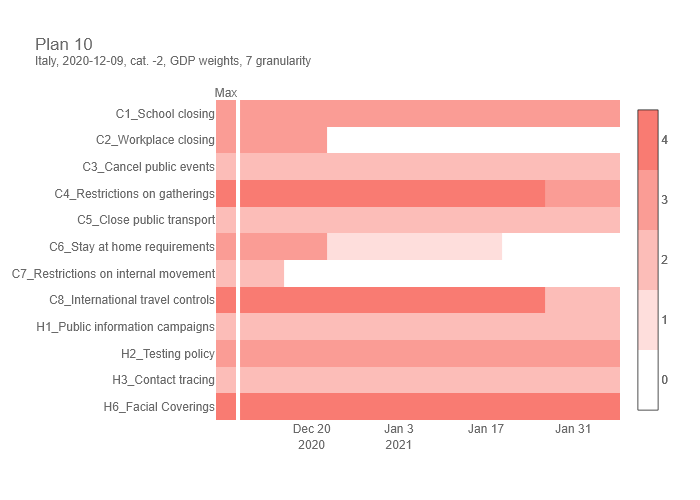 Plan 10
Italy, 2020-12-09, cat. -2, GDP weights, 7 granularity
Max
C1_School closing
C2_Workplace closing
C3_Cancel public events
C4_Restrictions on gatherings
C5_Close public transport
C6_Stay at home requirements
C7_Restrictions on internal movement
C8_International travel controls
H1_Public information campaigns
H2_Testing policy
H3_Contact tracing
H6_Facial Coverings
Dec 20 Jan 3 Jan 17 Jan 31
2020 2021
4
3
2
1
0